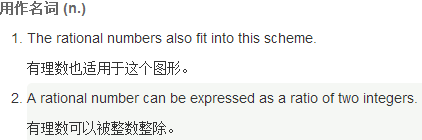 用作名词 (n.)
1. The rational numbers also fit into this scheme.
有理数也适用于这个图形。
2. A rational number can be expressed as a ratio of two integers.
有理数可以被整数整除。